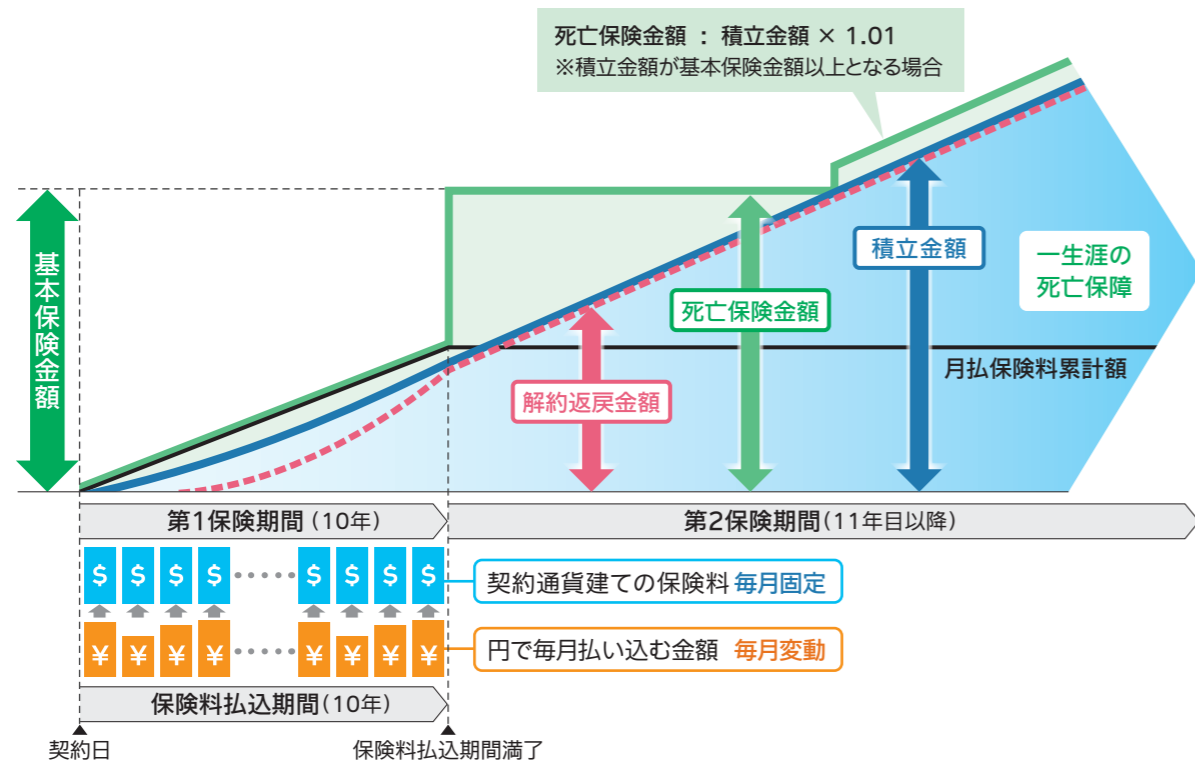 死亡保険金額 : 積立金額 × 1.01
※積立金額が基本保険金額以上となる場合
基本保険金額
積立金額
一生涯の
死亡保障
死亡保険金額
月払保険料累計額
解約返戻金額
第1保険期間(10年)
第2保険期間(11年目以降)
$ $ $ $ ····· $ $ $ $
契約通貨建ての保険料 毎月固定
¥ ¥ ¥ ¥ ····· ¥ ¥ ¥ ¥
円で毎月払い込む金額 毎月変動
保険料払込期間(10年)
契約日
保険料払込期間満了